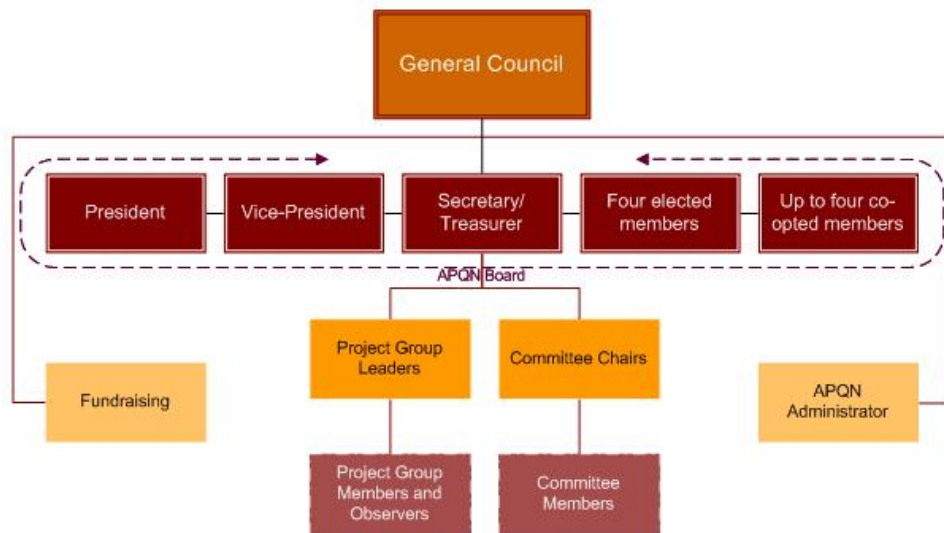 General Council
President
Vice-President
Secretary/
Treasurer
Four elected
members
Up to four co-
opted members
APQN Board
Project Group
Leaders
Committee Chairs
Fundraising
APQN
Administrator
Project Group
Members and
Observers
Committee
Members